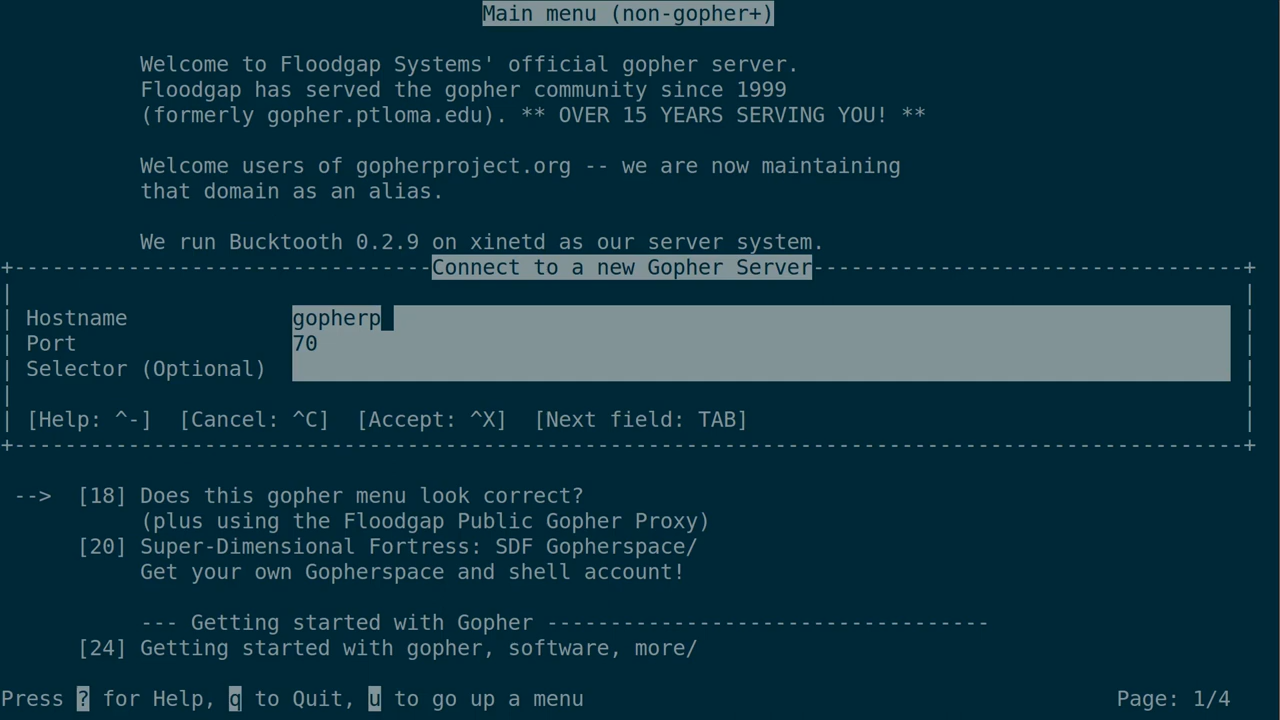 Main menu (non-gopher+)
Welcome to Floodgap Systems' official gopher server.
Floodgap has served the gopher community since 1999
(formerly gopher.ptloma.edu). ** OVER 15 YEARS SERVING YOU! **
Welcome users of gopherproject.org -- we are now maintaining
that domain as an alias.
We run Bucktooth 0.2.9 on xinetd as our server system.
+---------------------------------Connect to a new Gopher Server----------------------------------+
| |
| Hostname gopherp |
| Port 70 |
| Selector (Optional) |
| |
| [Help: ^-] [Cancel: ^C] [Accept: ^X] [Next field: TAB] |
+-------------------------------------------------------------------------------------------------+
--> [18] Does this gopher menu look correct?
(plus using the Floodgap Public Gopher Proxy)
[20] Super-Dimensional Fortress: SDF Gopherspace/
Get your own Gopherspace and shell account!
--- Getting started with Gopher -----------------------------------
[24] Getting started with gopher, software, more/
Press ? for Help, q to Quit, u to go up a menu Page: 1/4